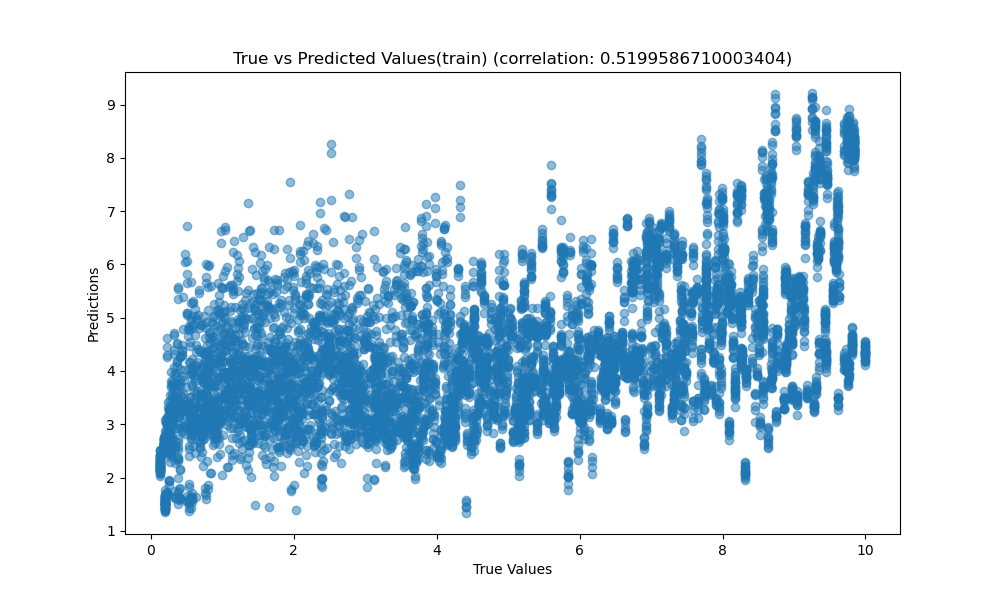 True vs Predicted Values(train) (correlation: 0.5199586710003404)
9
8
7
6
5
4
3
2
1
Predictions
0 2 4 6 8 10
True Values